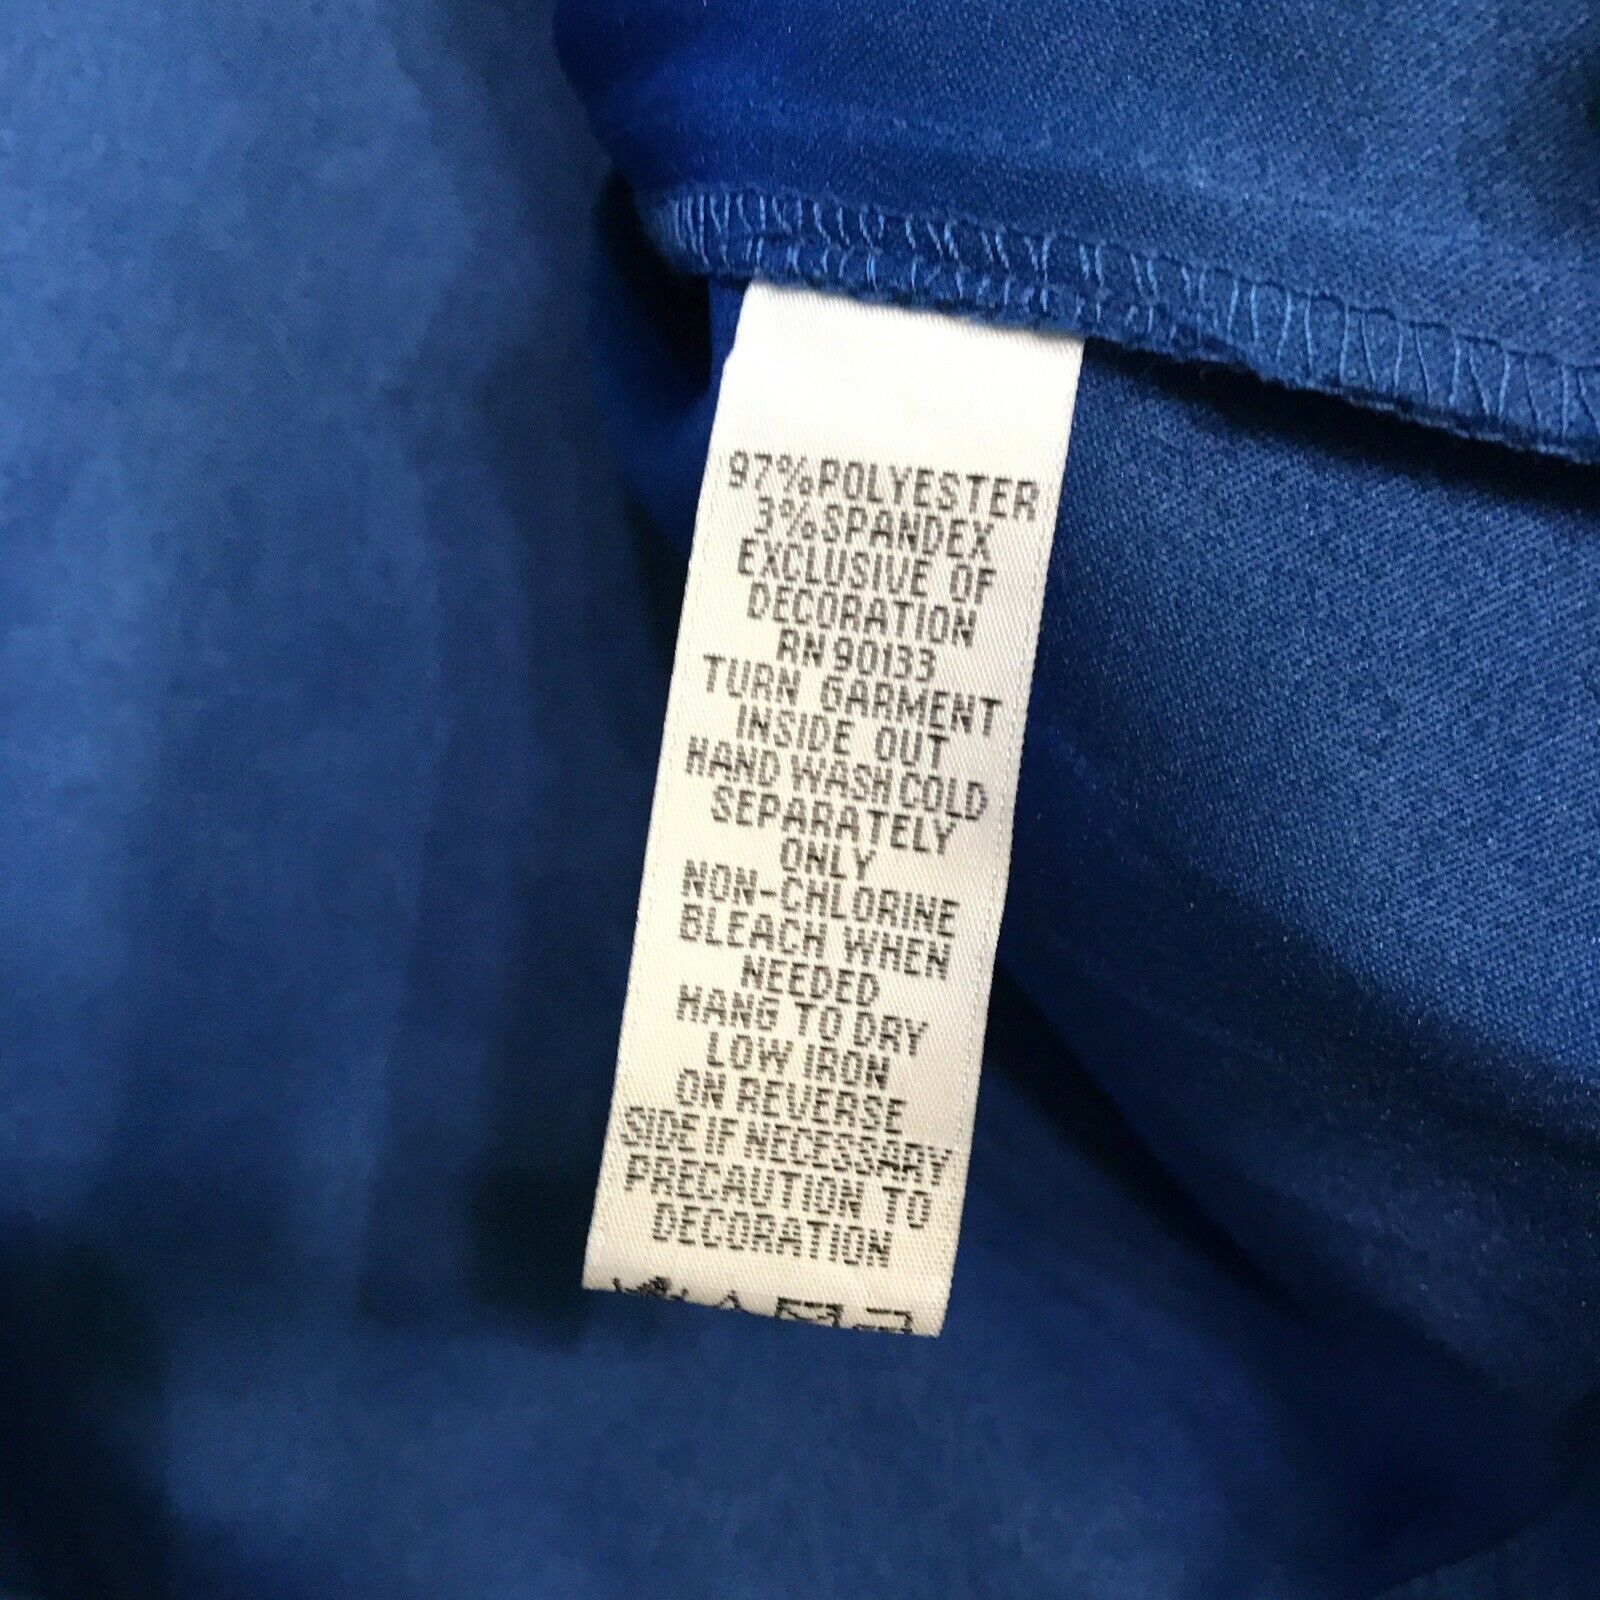 97% POLYESTER
3% SPANDEX
EXCLUSIVE OF
DECORATION
RN 90133
TURN GARMENT
INSIDE OUT
HAND WASH COLD
SEPARATELY
ONLY
NON-CHLORINE
BLEACH WHEN
NEEDED
HANG TO DRY
LOW IRON
ON REVERSE
SIDE IF NECESSARY
PRECAUTION TO
DECORATION